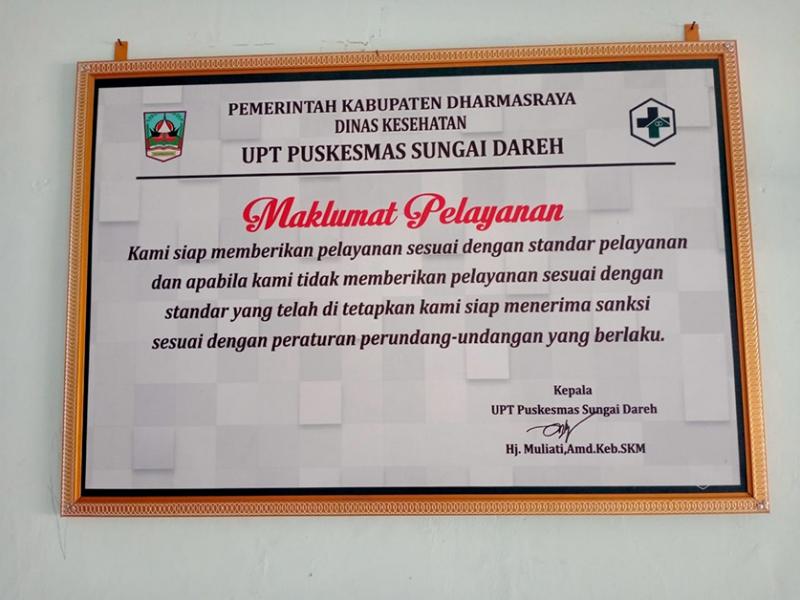 PEMERINTAH KABUPATEN DHARMASRAYA
DINAS KESEHATAN
UPT PUSKESMAS SUNGAI DAREH
Maklumat Pelayanan
Kami siap memberikan pelayanan sesuai dengan standar pelayanan
dan apabila kami tidak memberikan pelayanan sesuai dengan
standar yang telah di tetapkan kami siap menerima sanksi
sesuai dengan peraturan perundang-undangan yang berlaku.
Kepala
UPT Puskesmas Sungai Dareh
Hj. Muliati,Amd.Keb.SKM